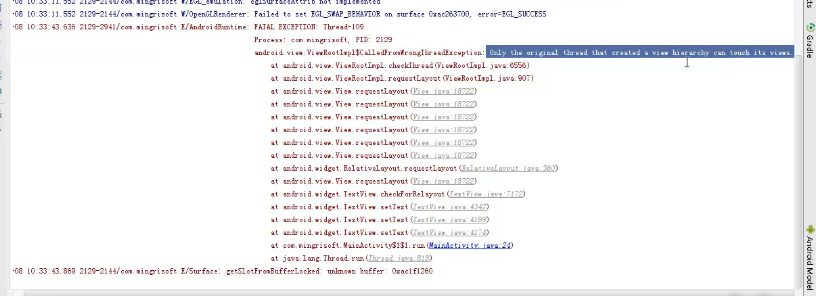 08 10:33:11.552 2129-2144/com.mingrisoft W/EGL_emulation: eglSurfaceAttrib not implemented
08 10:33:11.552 2129-2144/com.mingrisoft W/OpenGLRenderer: Failed to set EGL_SWAP_BEHAVIOR on surface 0xac263700, error=EGL_SUCCESS
08 10:33:43.636 2129-2941/com.mingrisoft E/AndroidRuntime: FATAL EXCEPTION: Thread-109
Process: com.mingrisoft, PID: 2129
android.view.ViewRootImpl$CalledFromWrongThreadException: Only the original thread that created a view hierarchy can touch its views.
at android.view.ViewRootImpl.checkThread(ViewRootImpl.java:6556)
at android.view.ViewRootImpl.requestLayout(ViewRootImpl.java:907)
at android.view.View.requestLayout(View.java:18722)
at android.view.View.requestLayout(View.java:18722)
at android.view.View.requestLayout(View.java:18722)
at android.view.View.requestLayout(View.java:18722)
at android.view.View.requestLayout(View.java:18722)
at android.view.View.requestLayout(View.java:18722)
at android.widget.RelativeLayout.requestLayout(RelativeLayout.java:360)
at android.view.View.requestLayout(View.java:18722)
at android.widget.TextView.checkForRelayout(TextView.java:7172)
at android.widget.TextView.setText(TextView.java:4342)
at android.widget.TextView.setText(TextView.java:4199)
at android.widget.TextView.setText(TextView.java:4174)
at com.mingrisoft.MainActivity$1$1.run(MainActivity.java:24)
at java.lang.Thread.run(Thread.java:818)
08 10:33:43.869 2129-2144/com.mingrisoft E/Surface: getSlotFromBufferLocked: unknown buffer: 0xac1f1260
Gradle
Android Model